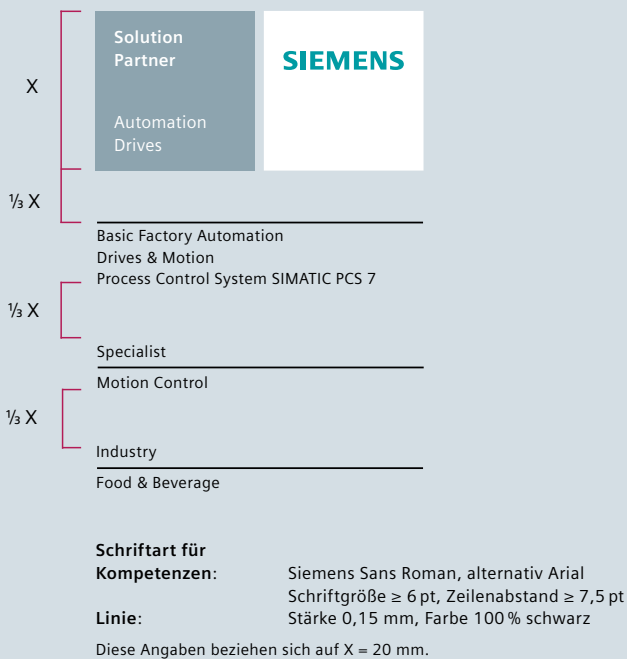 Solution
Partner
SIEMENS
Automation
Drives
X
⅓ X
Basic Factory Automation
Drives & Motion
Process Control System SIMATIC PCS 7
⅓ X
Specialist
Motion Control
⅓ X
Industry
Food & Beverage
Schriftart für
Kompetenzen: Siemens Sans Roman, alternativ Arial
Schriftgröße ≥ 6 pt, Zeilenabstand ≥ 7,5 pt
Linie: Stärke 0,15 mm, Farbe 100 % schwarz
Diese Angaben beziehen sich auf X = 20 mm.